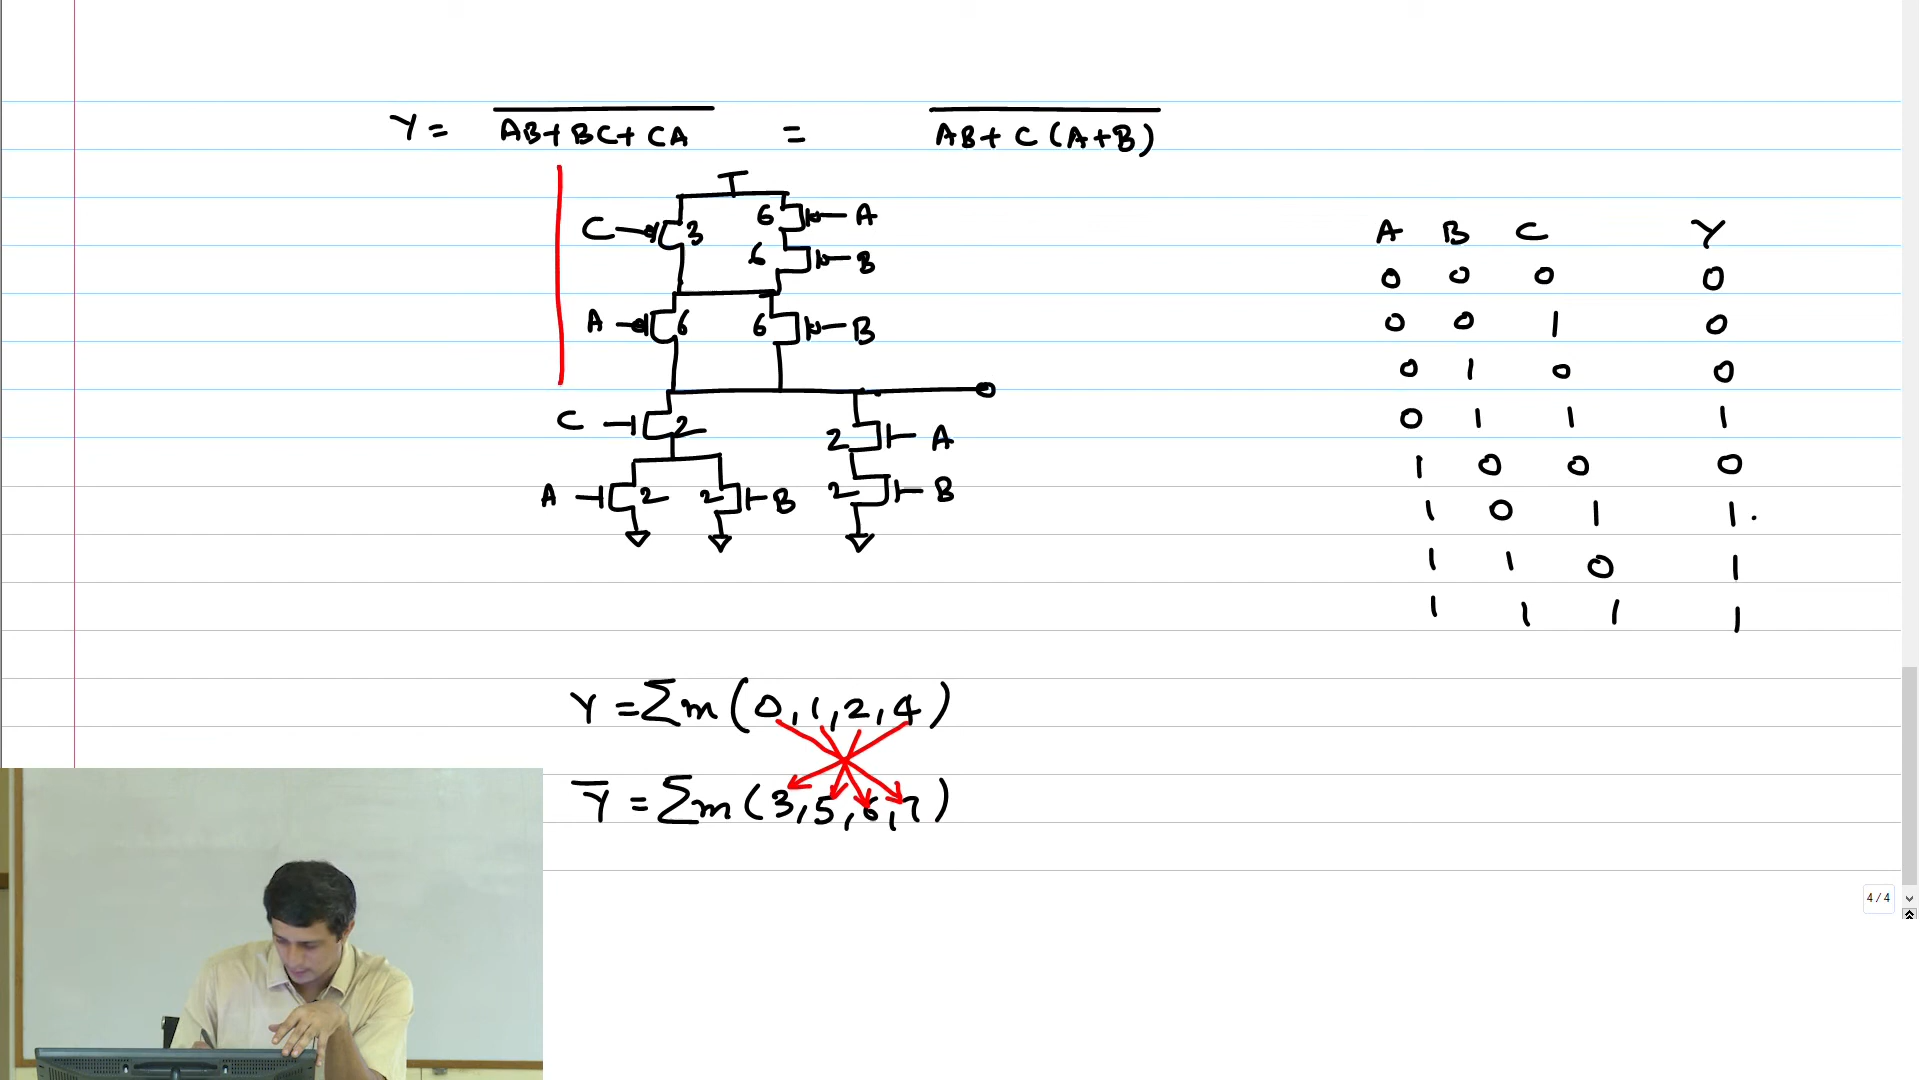 Y = AB+BC+CA = AB+C(A+B)
C 3 6 A
6 B
A 6 6 B
C 2 2 A
A 2 2 B 2 B
A B C Y
0 0 0 0
0 0 1 0
0 1 0 0
0 1 1 1
1 0 0 0
1 0 1 1.
1 1 0 1
1 1 1 1
Y = Σm(0,1,2,4)
Y̅ = Σm(3,5,6,7)
4 / 4